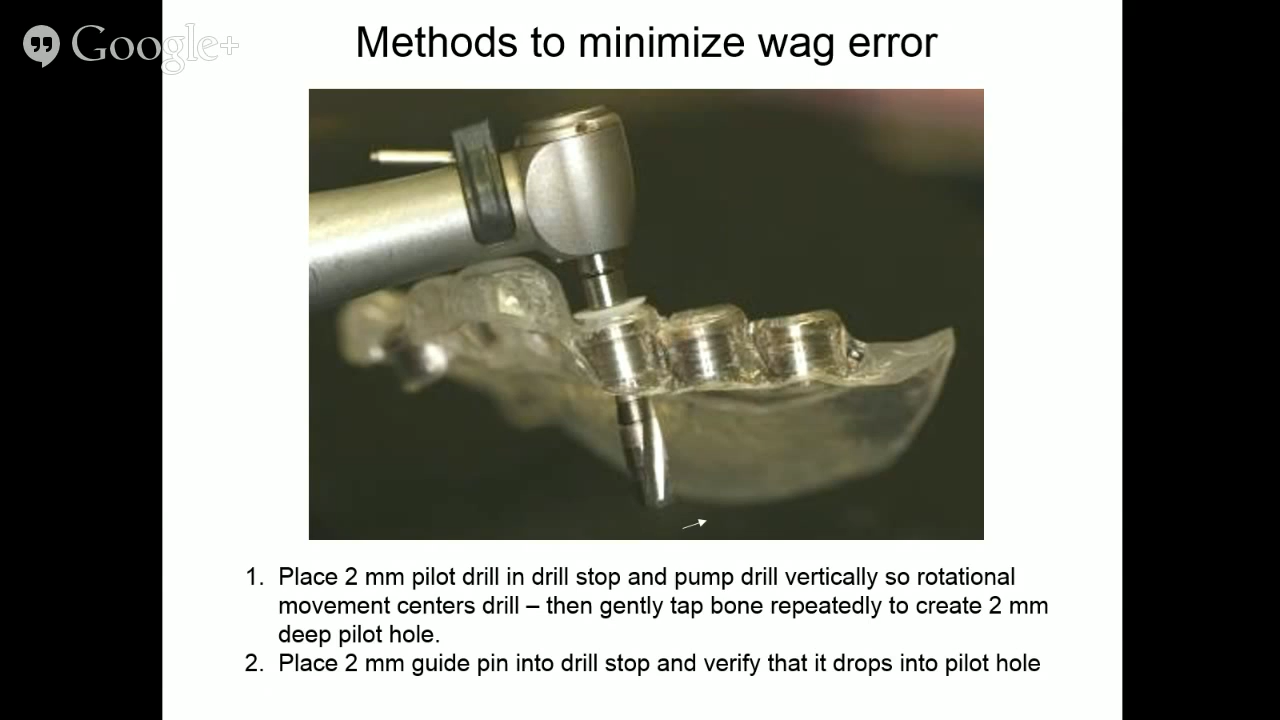 Google+
Methods to minimize wag error
1. Place 2 mm pilot drill in drill stop and pump drill vertically so rotational
movement centers drill – then gently tap bone repeatedly to create 2 mm
deep pilot hole.
2. Place 2 mm guide pin into drill stop and verify that it drops into pilot hole